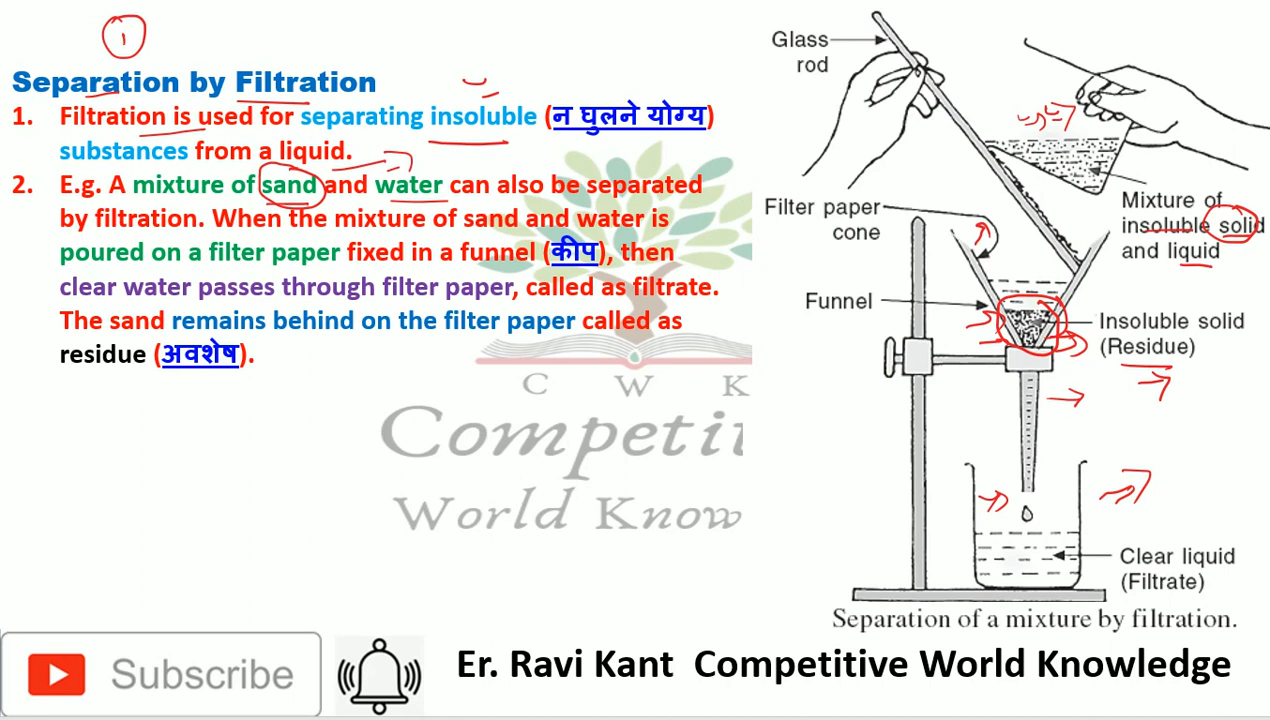 1
Separation by Filtration
1. Filtration is used for separating insoluble (न घुलने योग्य)
substances from a liquid.
2. E.g. A mixture of sand and water can also be separated
by filtration. When the mixture of sand and water is
poured on a filter paper fixed in a funnel (कीप), then
clear water passes through filter paper, called as filtrate.
The sand remains behind on the filter paper called as
residue (अवशेष).
C W K
Competiti
World Know
Glass
rod
Mixture of
insoluble solid
and liquid
Filter paper
cone
Funnel
Insoluble solid
(Residue)
Clear liquid
(Filtrate)
Separation of a mixture by filtration.
Subscribe
Er. Ravi Kant Competitive World Knowledge